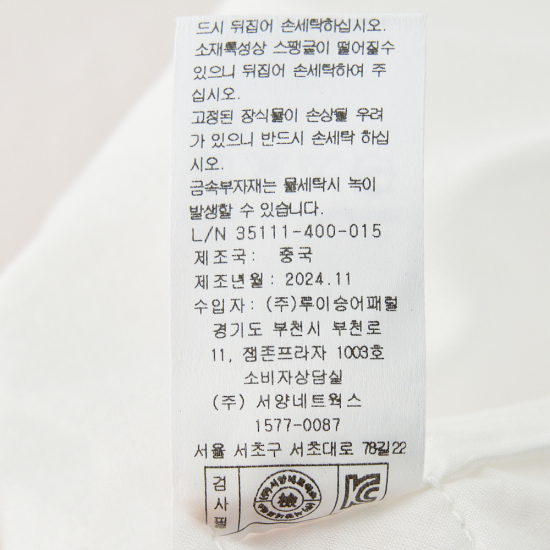 드시 뒤집어 손세탁하십시오.
소재특성상 스팽글이 떨어질수
있으니 뒤집어 손세탁하여 주
십시오.
고정된 장식물이 손상될 우려
가 있으니 반드시 손세탁 하십
시오.
금속부자재는 물세탁시 녹이
발생할 수 있습니다.
L/N 35111-400-015
제조국: 중국
제조년월: 2024.11
수입자: (주)루이승어패럴
경기도 부천시 부천로
11, 잼존프라자 1003호
소비자상담실
(주) 서양네트웍스
1577-0087
서울 서초구 서초대로 78길22
검
사
필
檢
KC